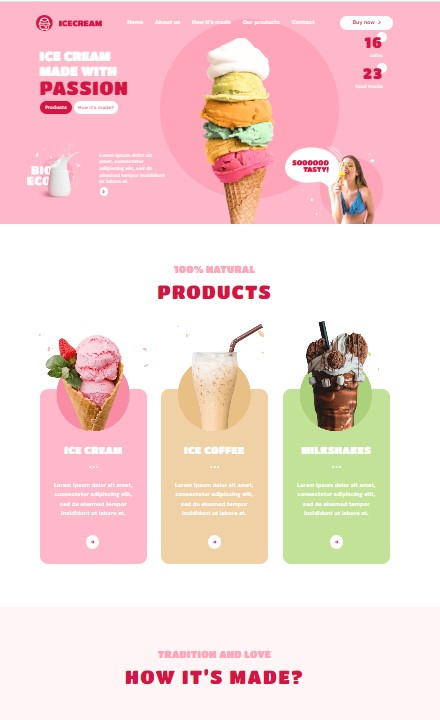 ICECREAM
Home About us How it's made Our products Contact
Buy now >
ICE CREAM
MADE WITH
PASSION
Products How it's made?
16
23
food trucks
BIO
ECO
Lorem ipsum dolor sit
amet, consectetur
adipiscing elit, sed do
eiusmod tempor incididunt
ut labore et.
SOOOOOO
TASTY!
100% NATURAL
PRODUCTS
ICE CREAM
Lorem ipsum dolor sit amet,
consectetur adipiscing elit,
sed do eiusmod tempor
incididunt ut labore et.
ICE COFFEE
Lorem ipsum dolor sit amet,
consectetur adipiscing elit,
sed do eiusmod tempor
incididunt ut labore et.
MILKSHAKES
Lorem ipsum dolor sit amet,
consectetur adipiscing elit,
sed do eiusmod tempor
incididunt ut labore et.
TRADITION AND LOVE
HOW IT'S MADE?